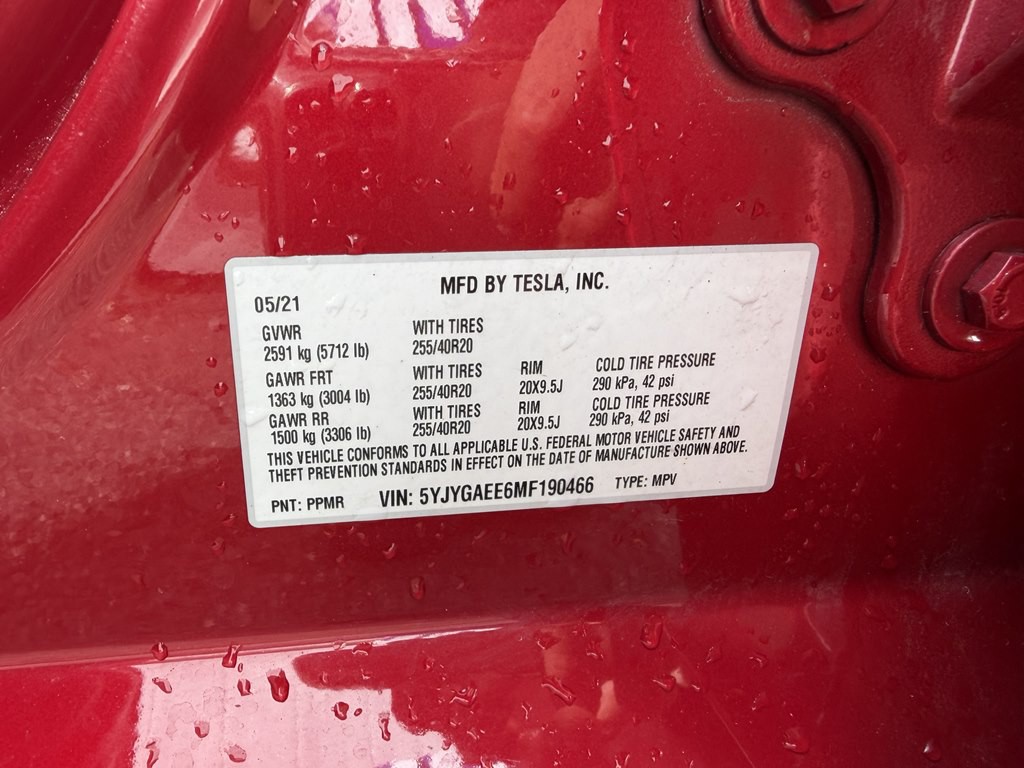 MFD BY TESLA, INC.
05/21
GVWR WITH TIRES
2591 kg (5712 lb) 255/40R20
GAWR FRT WITH TIRES RIM COLD TIRE PRESSURE
1363 kg (3004 lb) 255/40R20 20X9.5J 290 kPa, 42 psi
GAWR RR WITH TIRES RIM COLD TIRE PRESSURE
1500 kg (3306 lb) 255/40R20 20X9.5J 290 kPa, 42 psi
THIS VEHICLE CONFORMS TO ALL APPLICABLE U.S. FEDERAL MOTOR VEHICLE SAFETY AND
THEFT PREVENTION STANDARDS IN EFFECT ON THE DATE OF MANUFACTURE SHOWN ABOVE.
PNT: PPMR VIN: 5YJYGAEE6MF190466 TYPE: MPV